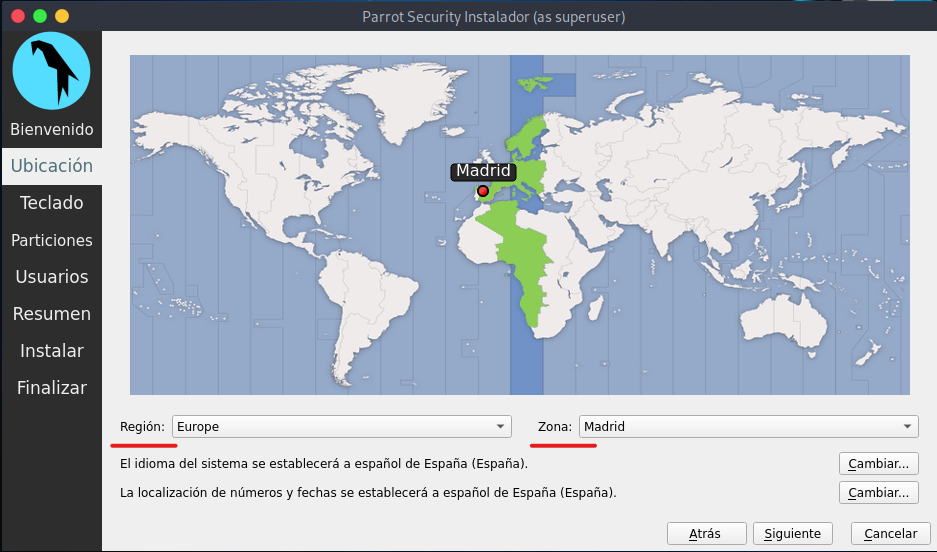 Parrot Security Instalador (as superuser)
Bienvenido
Ubicación
Teclado
Particiones
Usuarios
Resumen
Instalar
Finalizar
Madrid
Región: Europe Zona: Madrid
El idioma del sistema se establecerá a español de España (España). Cambiar...
La localización de números y fechas se establecerá a español de España (España). Cambiar...
Atrás Siguiente Cancelar